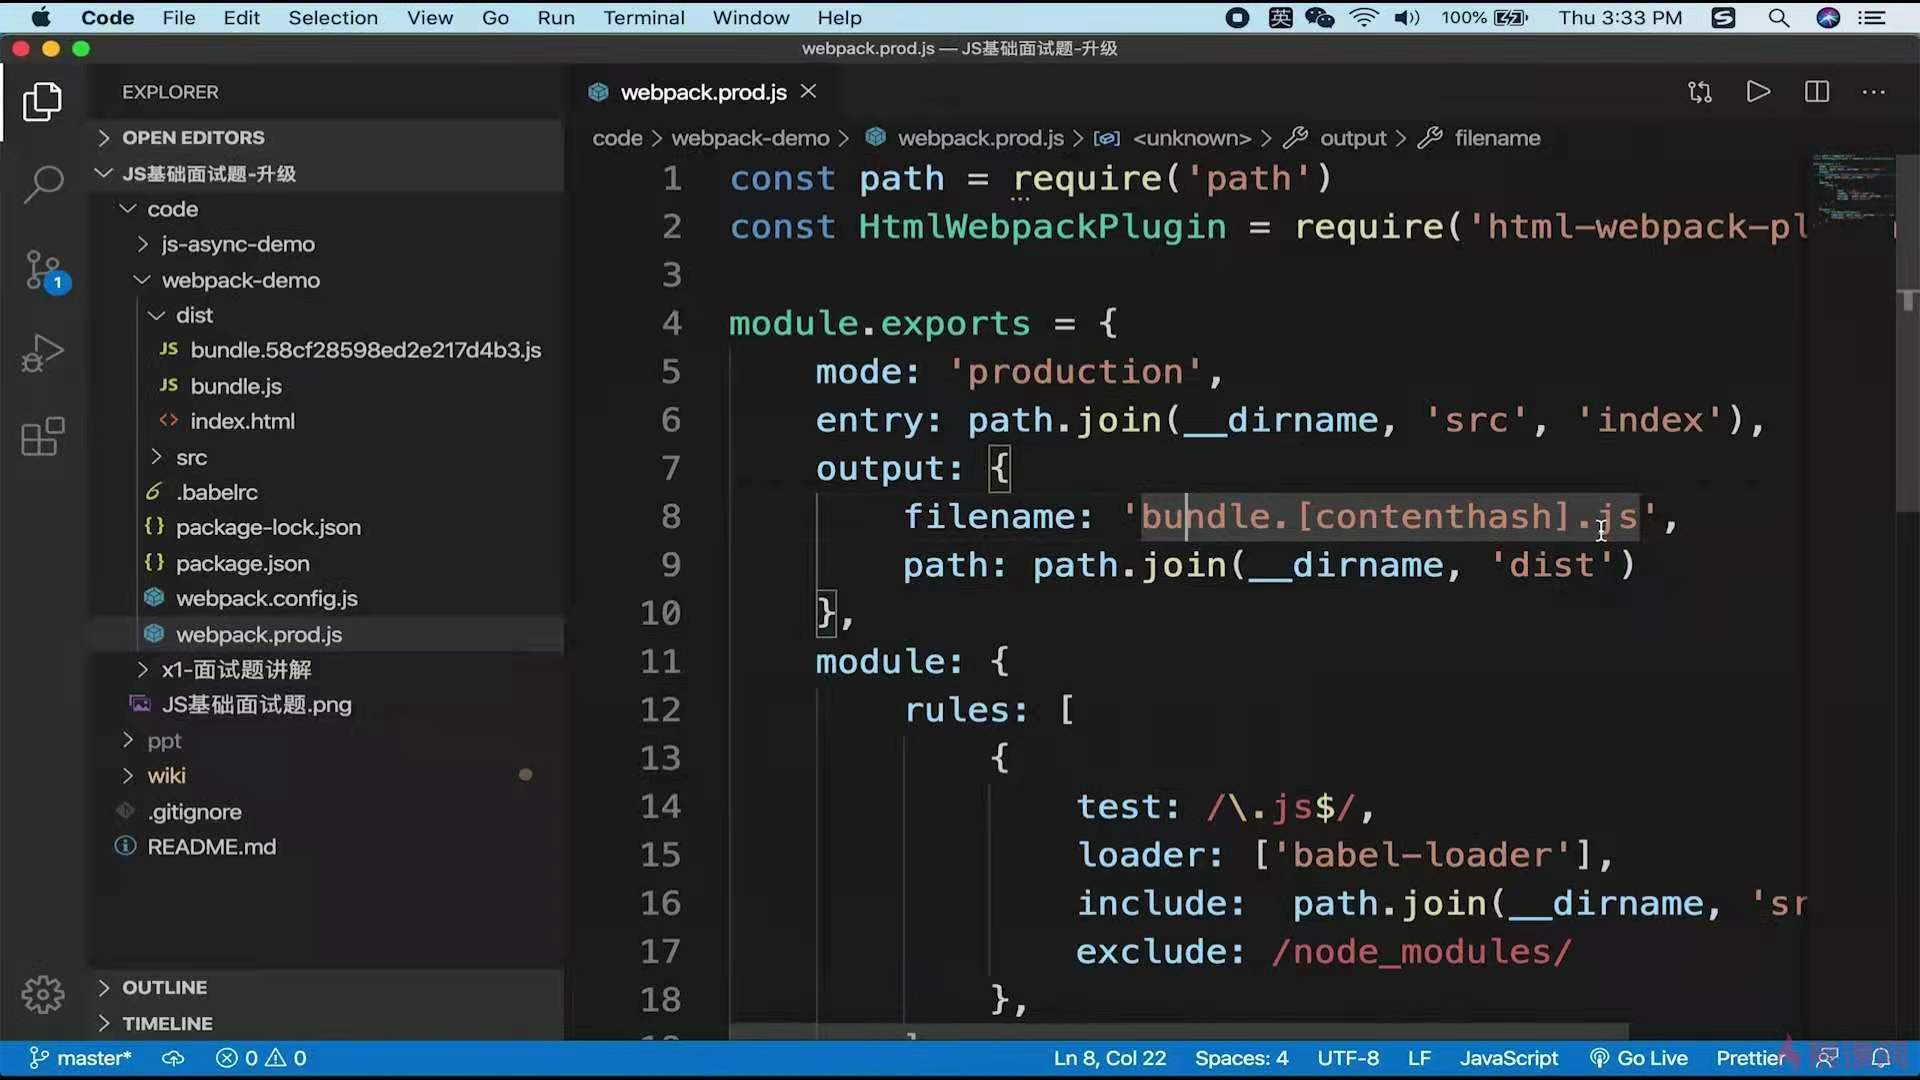 Code File Edit Selection View Go Run Terminal Window Help 英 100% Thu 3:33 PM
webpack.prod.js — JS基础面试题-升级
EXPLORER
OPEN EDITORS
JS基础面试题-升级
code
js-async-demo
webpack-demo
dist
JS bundle.58cf28598ed2e217d4b3.js
JS bundle.js
<> index.html
src
.babelrc
{} package-lock.json
{} package.json
webpack.config.js
webpack.prod.js
x1-面试题讲解
JS基础面试题.png
ppt
wiki
.gitignore
README.md
OUTLINE
TIMELINE
1
webpack.prod.js
code > webpack-demo > webpack.prod.js > <unknown> > output > filename
1 const path = require('path')
2 const HtmlWebpackPlugin = require('html-webpack-pl
3
4 module.exports = {
5 mode: 'production',
6 entry: path.join(__dirname, 'src', 'index'),
7 output: {
8 filename: 'bundle.[contenthash].js',
9 path: path.join(__dirname, 'dist')
10 },
11 module: {
12 rules: [
13 {
14 test: /\.js$/,
15 loader: ['babel-loader'],
16 include:  path.join(__dirname, 'sr
17 exclude: /node_modules/
18 },
master* 0 0 Ln 8, Col 22 Spaces: 4 UTF-8 LF JavaScript Go Live Prettier